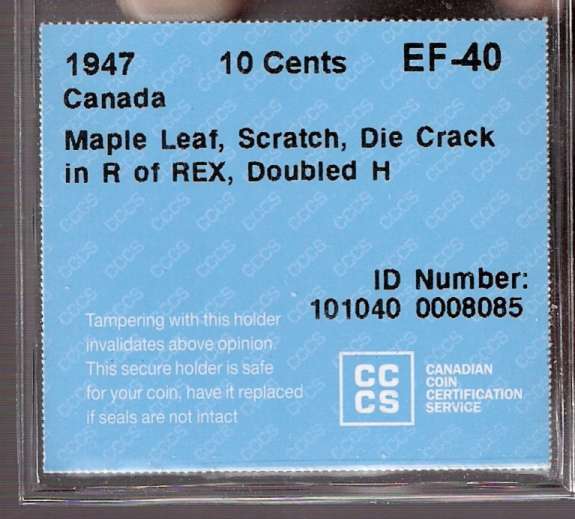 1947 10 Cents EF-40
Canada
Maple Leaf, Scratch, Die Crack
in R of REX, Doubled H
ID Number:
101040 0008085
Tampering with this holder
invalidates above opinion.
This secure holder is safe
for your coin, have it replaced
if seals are not intact
CC
CS
CANADIAN
COIN
CERTIFICATION
SERVICE